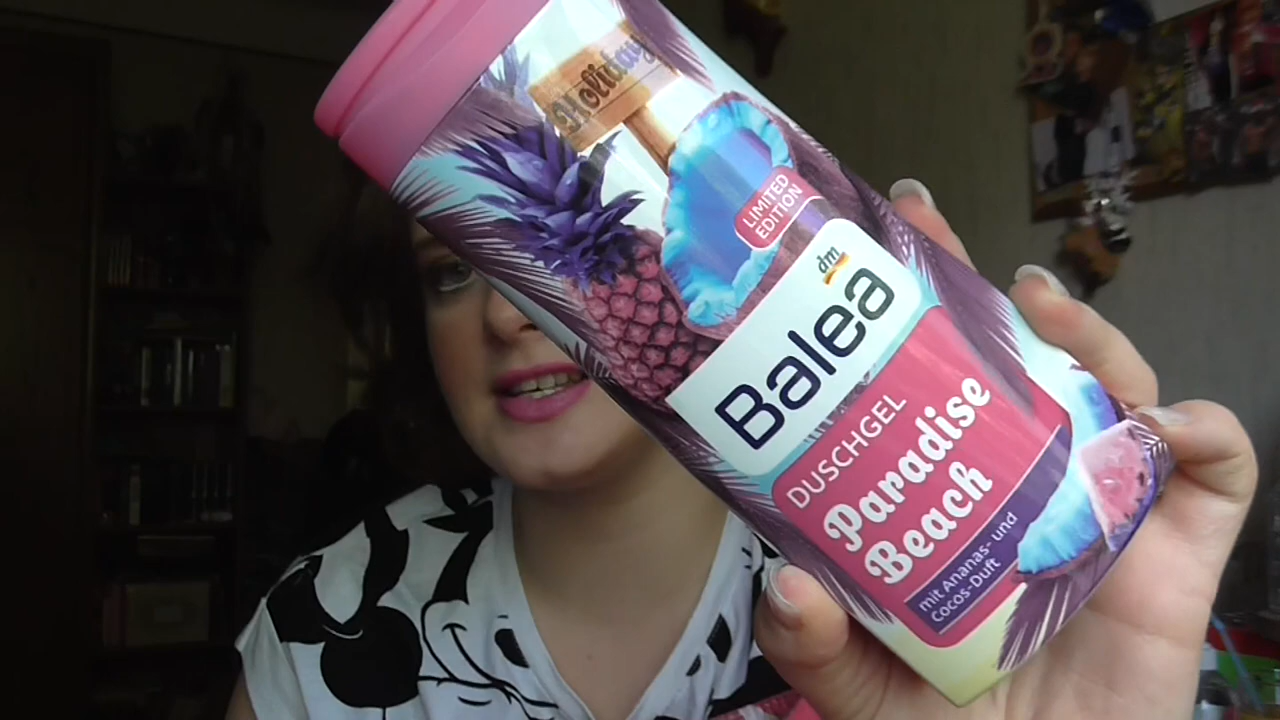 Holiday
LIMITED
EDITION
dm
Balea
DUSCHGEL
Paradise
Beach
mit Ananas- und
Cocos-Duft